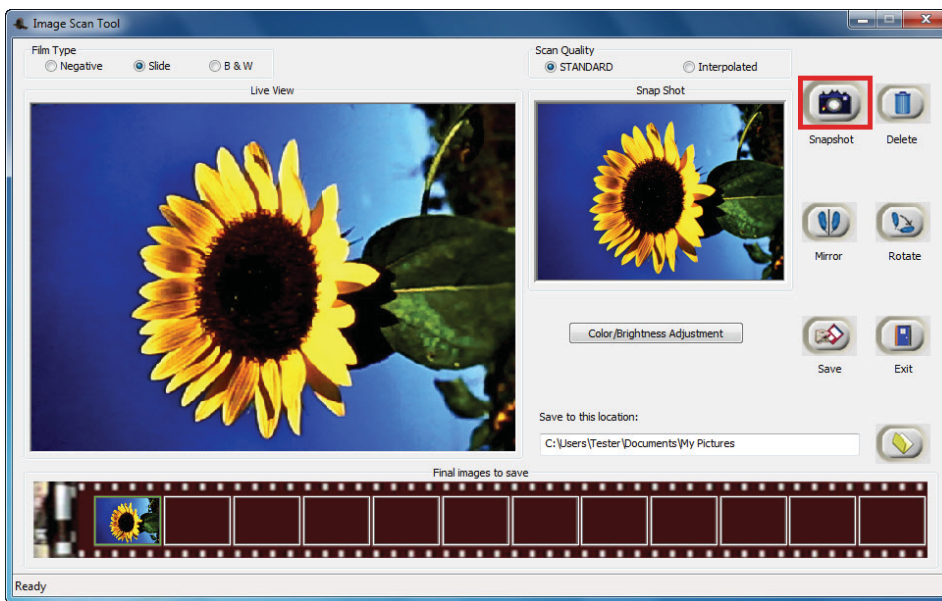 Image Scan Tool
Film Type
Negative
Slide
B & W
Scan Quality
STANDARD
Interpolated
Live View
Snap Shot
Snapshot
Delete
Mirror
Rotate
Color/Brightness Adjustment
Save
Exit
Save to this location:
C:\Users\Tester\Documents\My Pictures
Final images to save
Ready